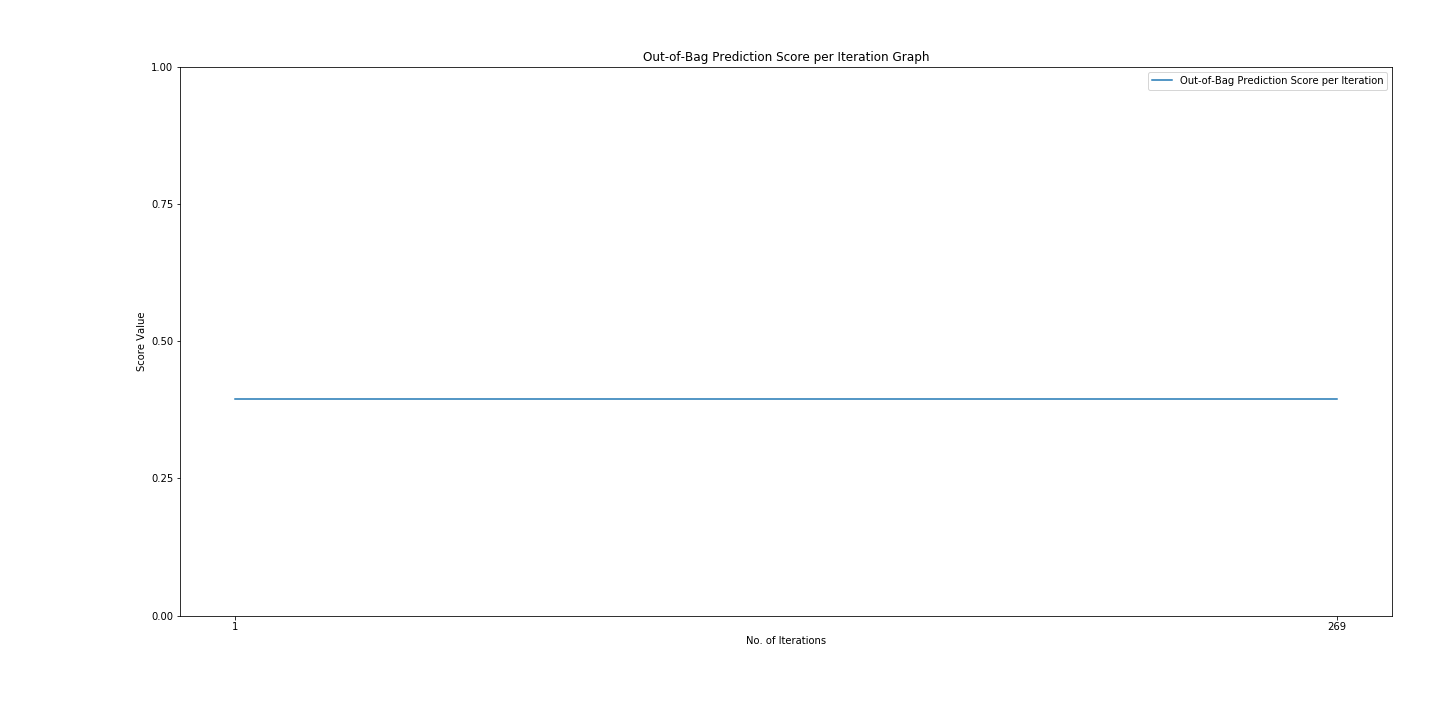 Out-of-Bag Prediction Score per Iteration Graph
1.00
Out-of-Bag Prediction Score per Iteration
0.75
0.50
Score Value
0.25
0.00
1
269
No. of Iterations